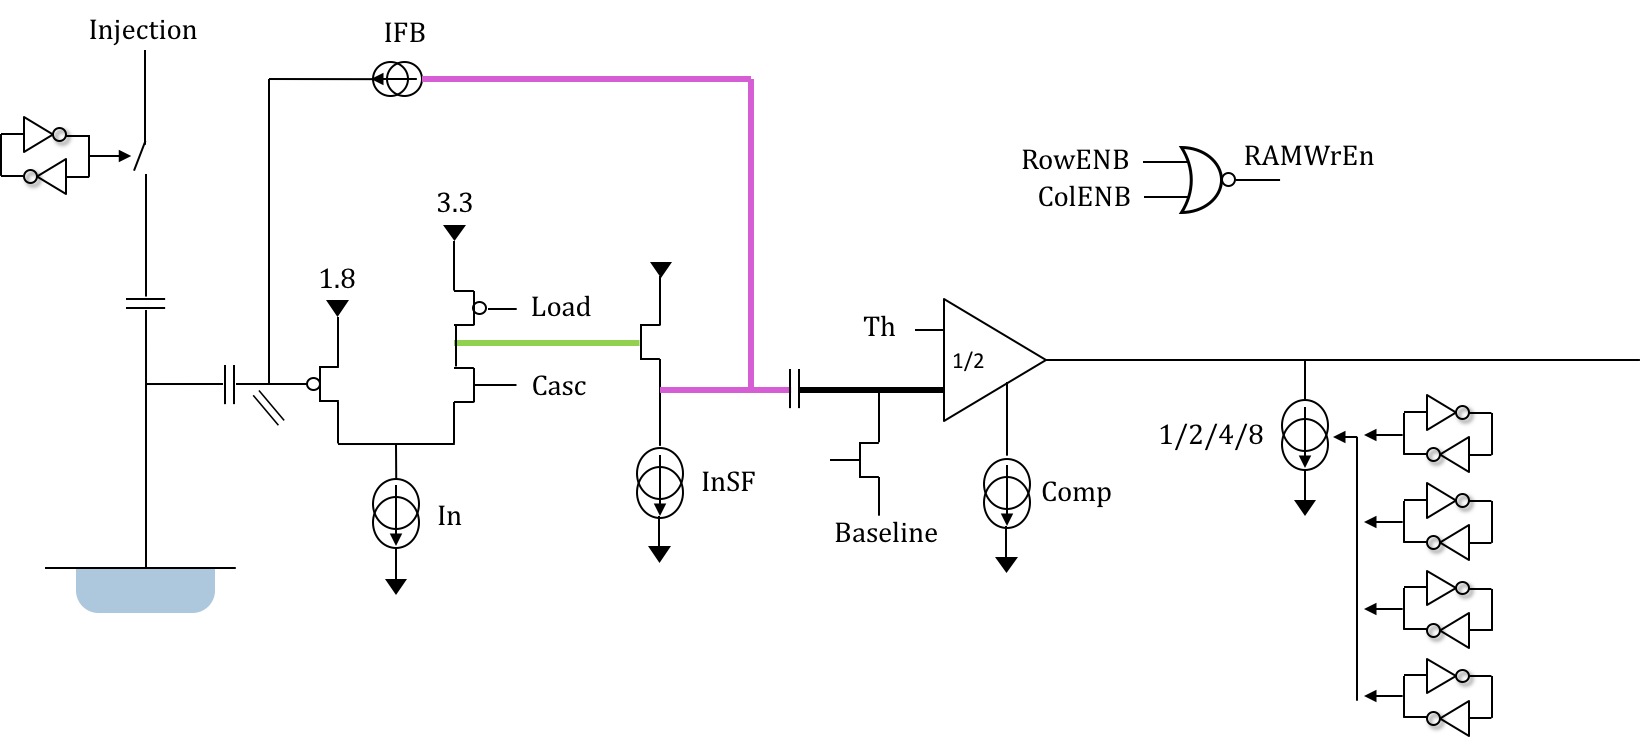 Injection
IFB
RowENB
RAMWrEn
ColENB
3.3
1.8
Load
Th
1/2
Casc
1/2/4/8
InSF
Comp
In
Baseline